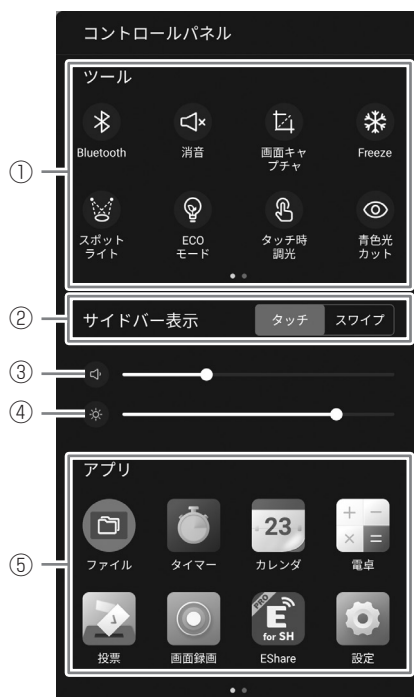 コントロールパネル
① ツール
Bluetooth
消音
画面キャ
プチャ
Freeze
スポット
ライト
ECO
モード
タッチ時
調光
青色光
カット
② サイドバー表示 タッチ スワイプ
③
④
⑤ アプリ
ファイル
タイマー
23
カレンダ
+ − × =
電卓
投票
画面録画
PRO
E
for SH
EShare
設定